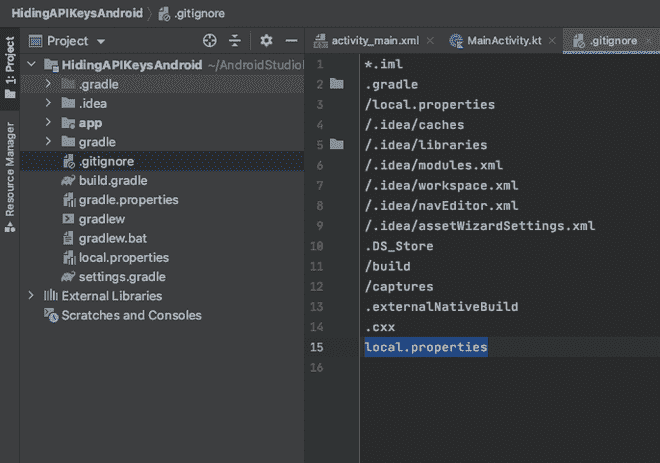 HidingAPIKeysAndroid .gitignore
1: Project
Resource Manager
Project
HidingAPIKeysAndroid ~/AndroidStudioI
.gradle
.idea
app
gradle
.gitignore
build.gradle
gradle.properties
gradlew
gradlew.bat
local.properties
settings.gradle
External Libraries
Scratches and Consoles
activity_main.xml MainActivity.kt .gitignore
1 *.iml
2 .gradle
3 /local.properties
4 /.idea/caches
5 /.idea/libraries
6 /.idea/modules.xml
7 /.idea/workspace.xml
8 /.idea/navEditor.xml
9 /.idea/assetWizardSettings.xml
10 .DS_Store
11 /build
12 /captures
13 .externalNativeBuild
14 .cxx
15 local.properties
16